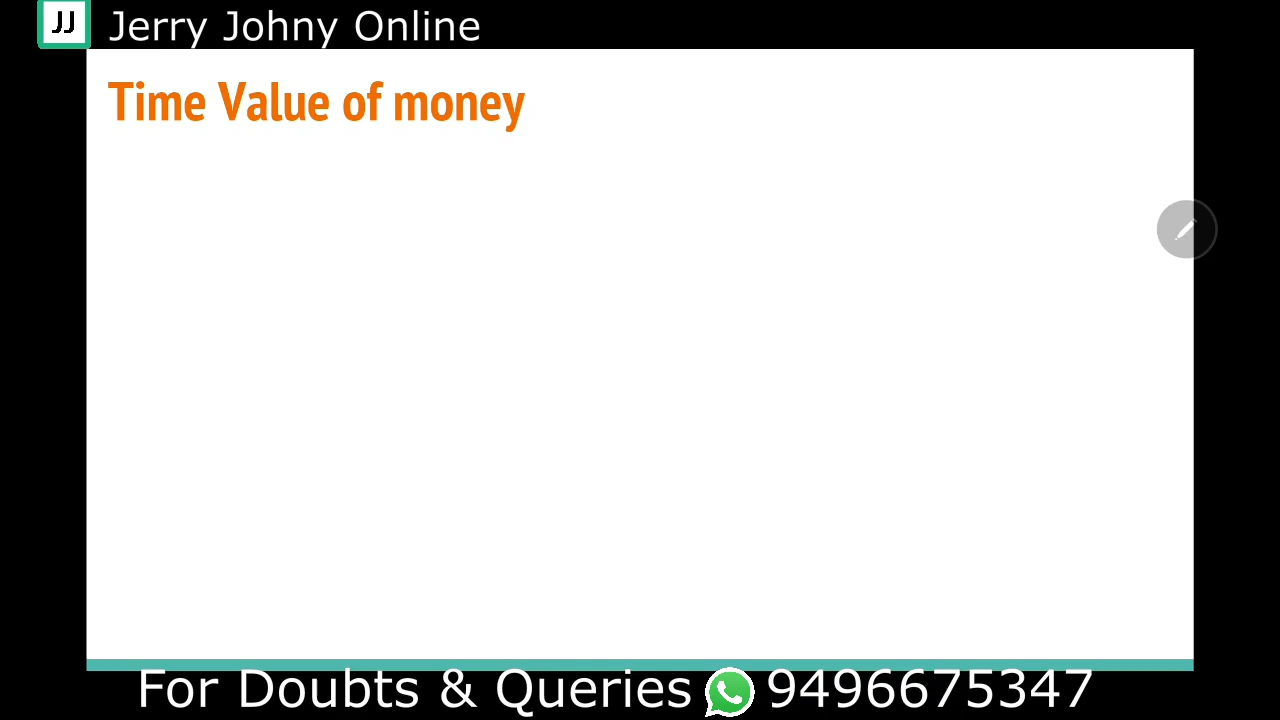 JJ Jerry Johny Online
Time Value of money
For Doubts & Queries 9496675347